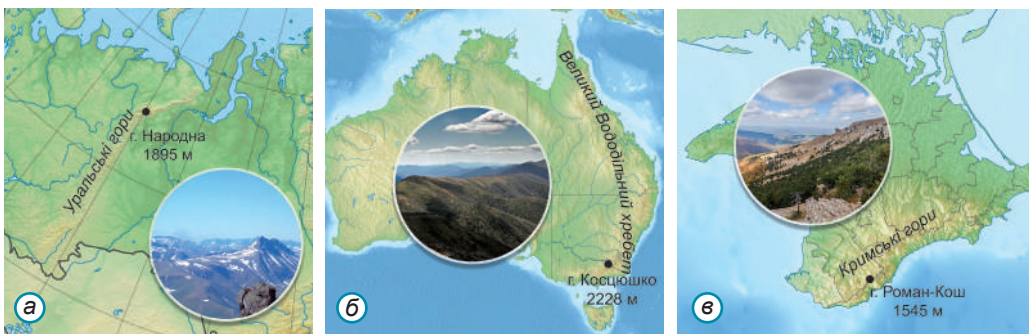 Уральські гори
г. Народна
1895 м
а
Великий Вододільний хребет
г. Косцюшко
2228 м
б
Кримські гори
г. Роман-Кош
1545 м
в